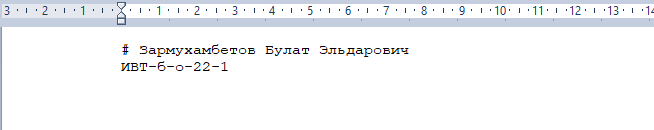 3 · 2 · 1 · 1 · 2 · 3 · 4 · 5 · 6 · 7 · 8 · 9 · 10 · 11 · 12 · 13 · 14
# Зармухамбетов Булат Эльдарович
ИВТ-б-о-22-1